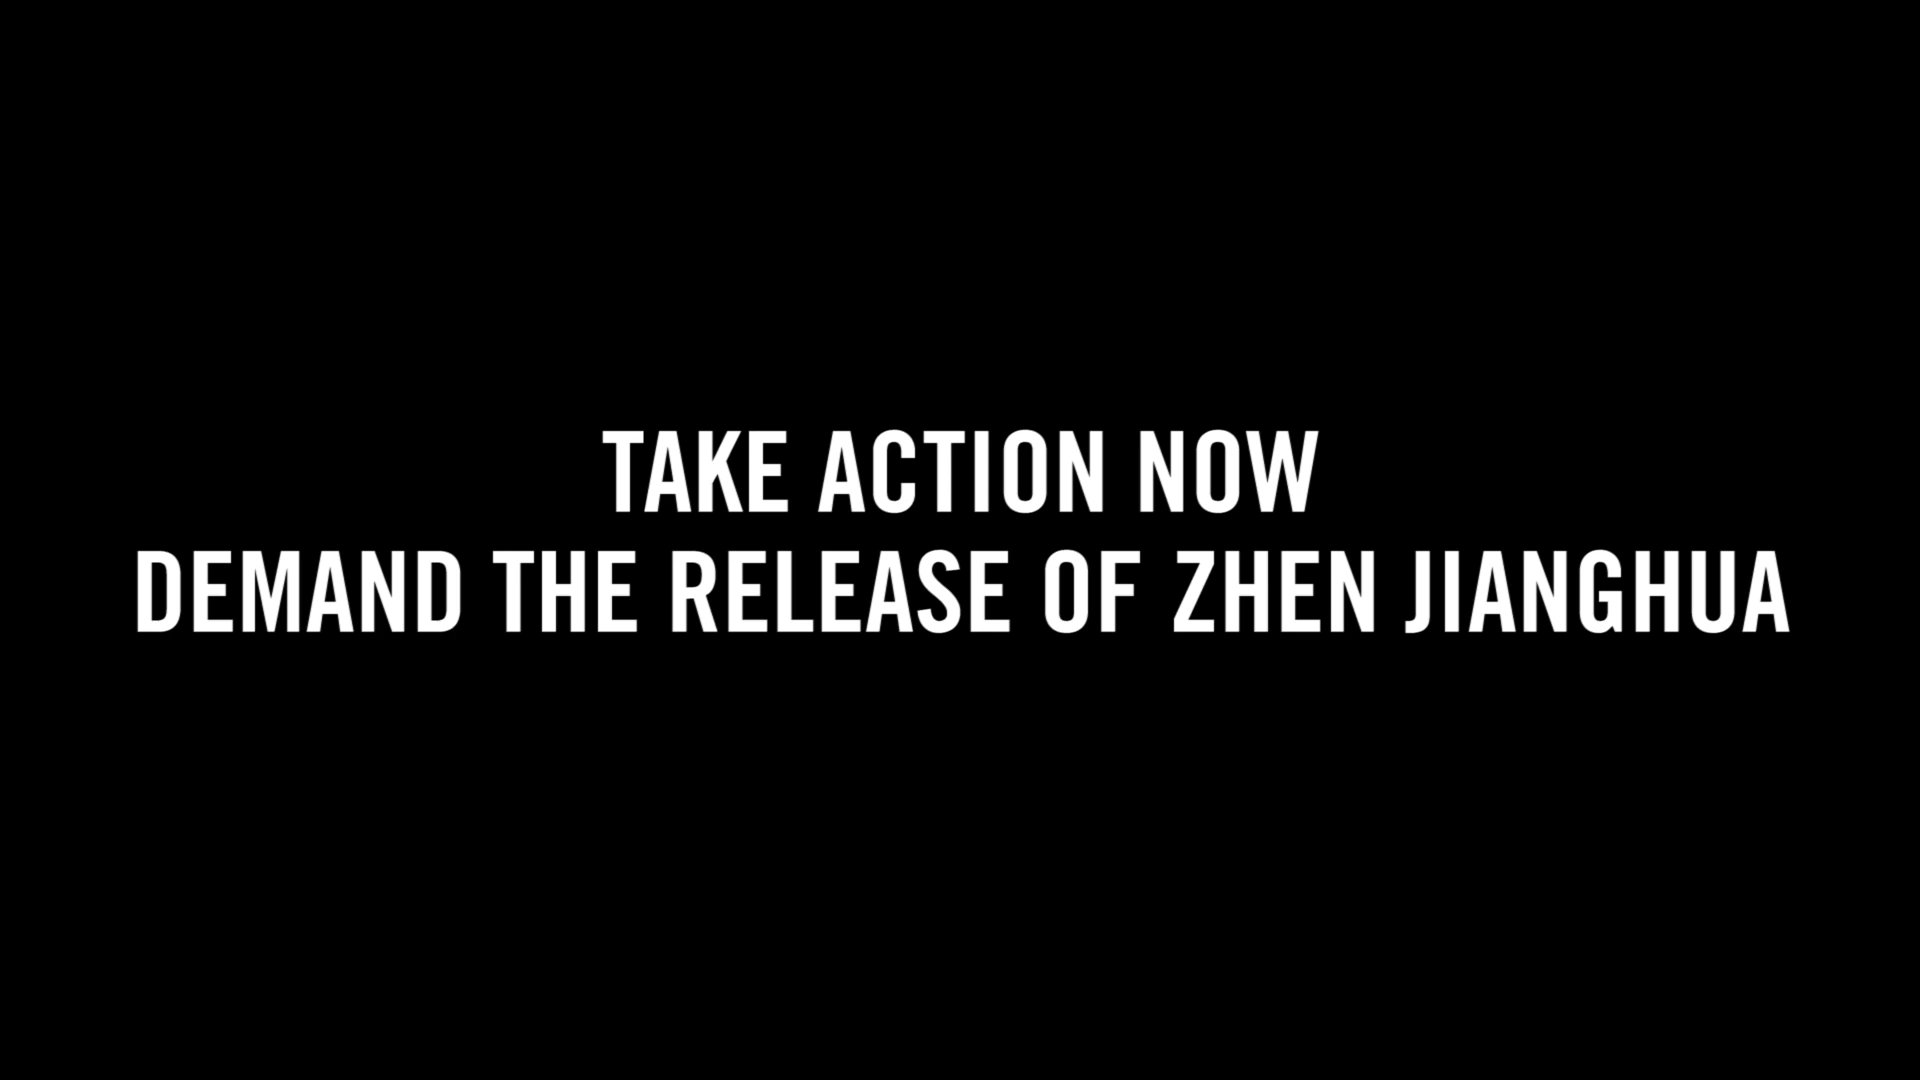 TAKE ACTION NOW
DEMAND THE RELEASE OF ZHEN JIANGHUA